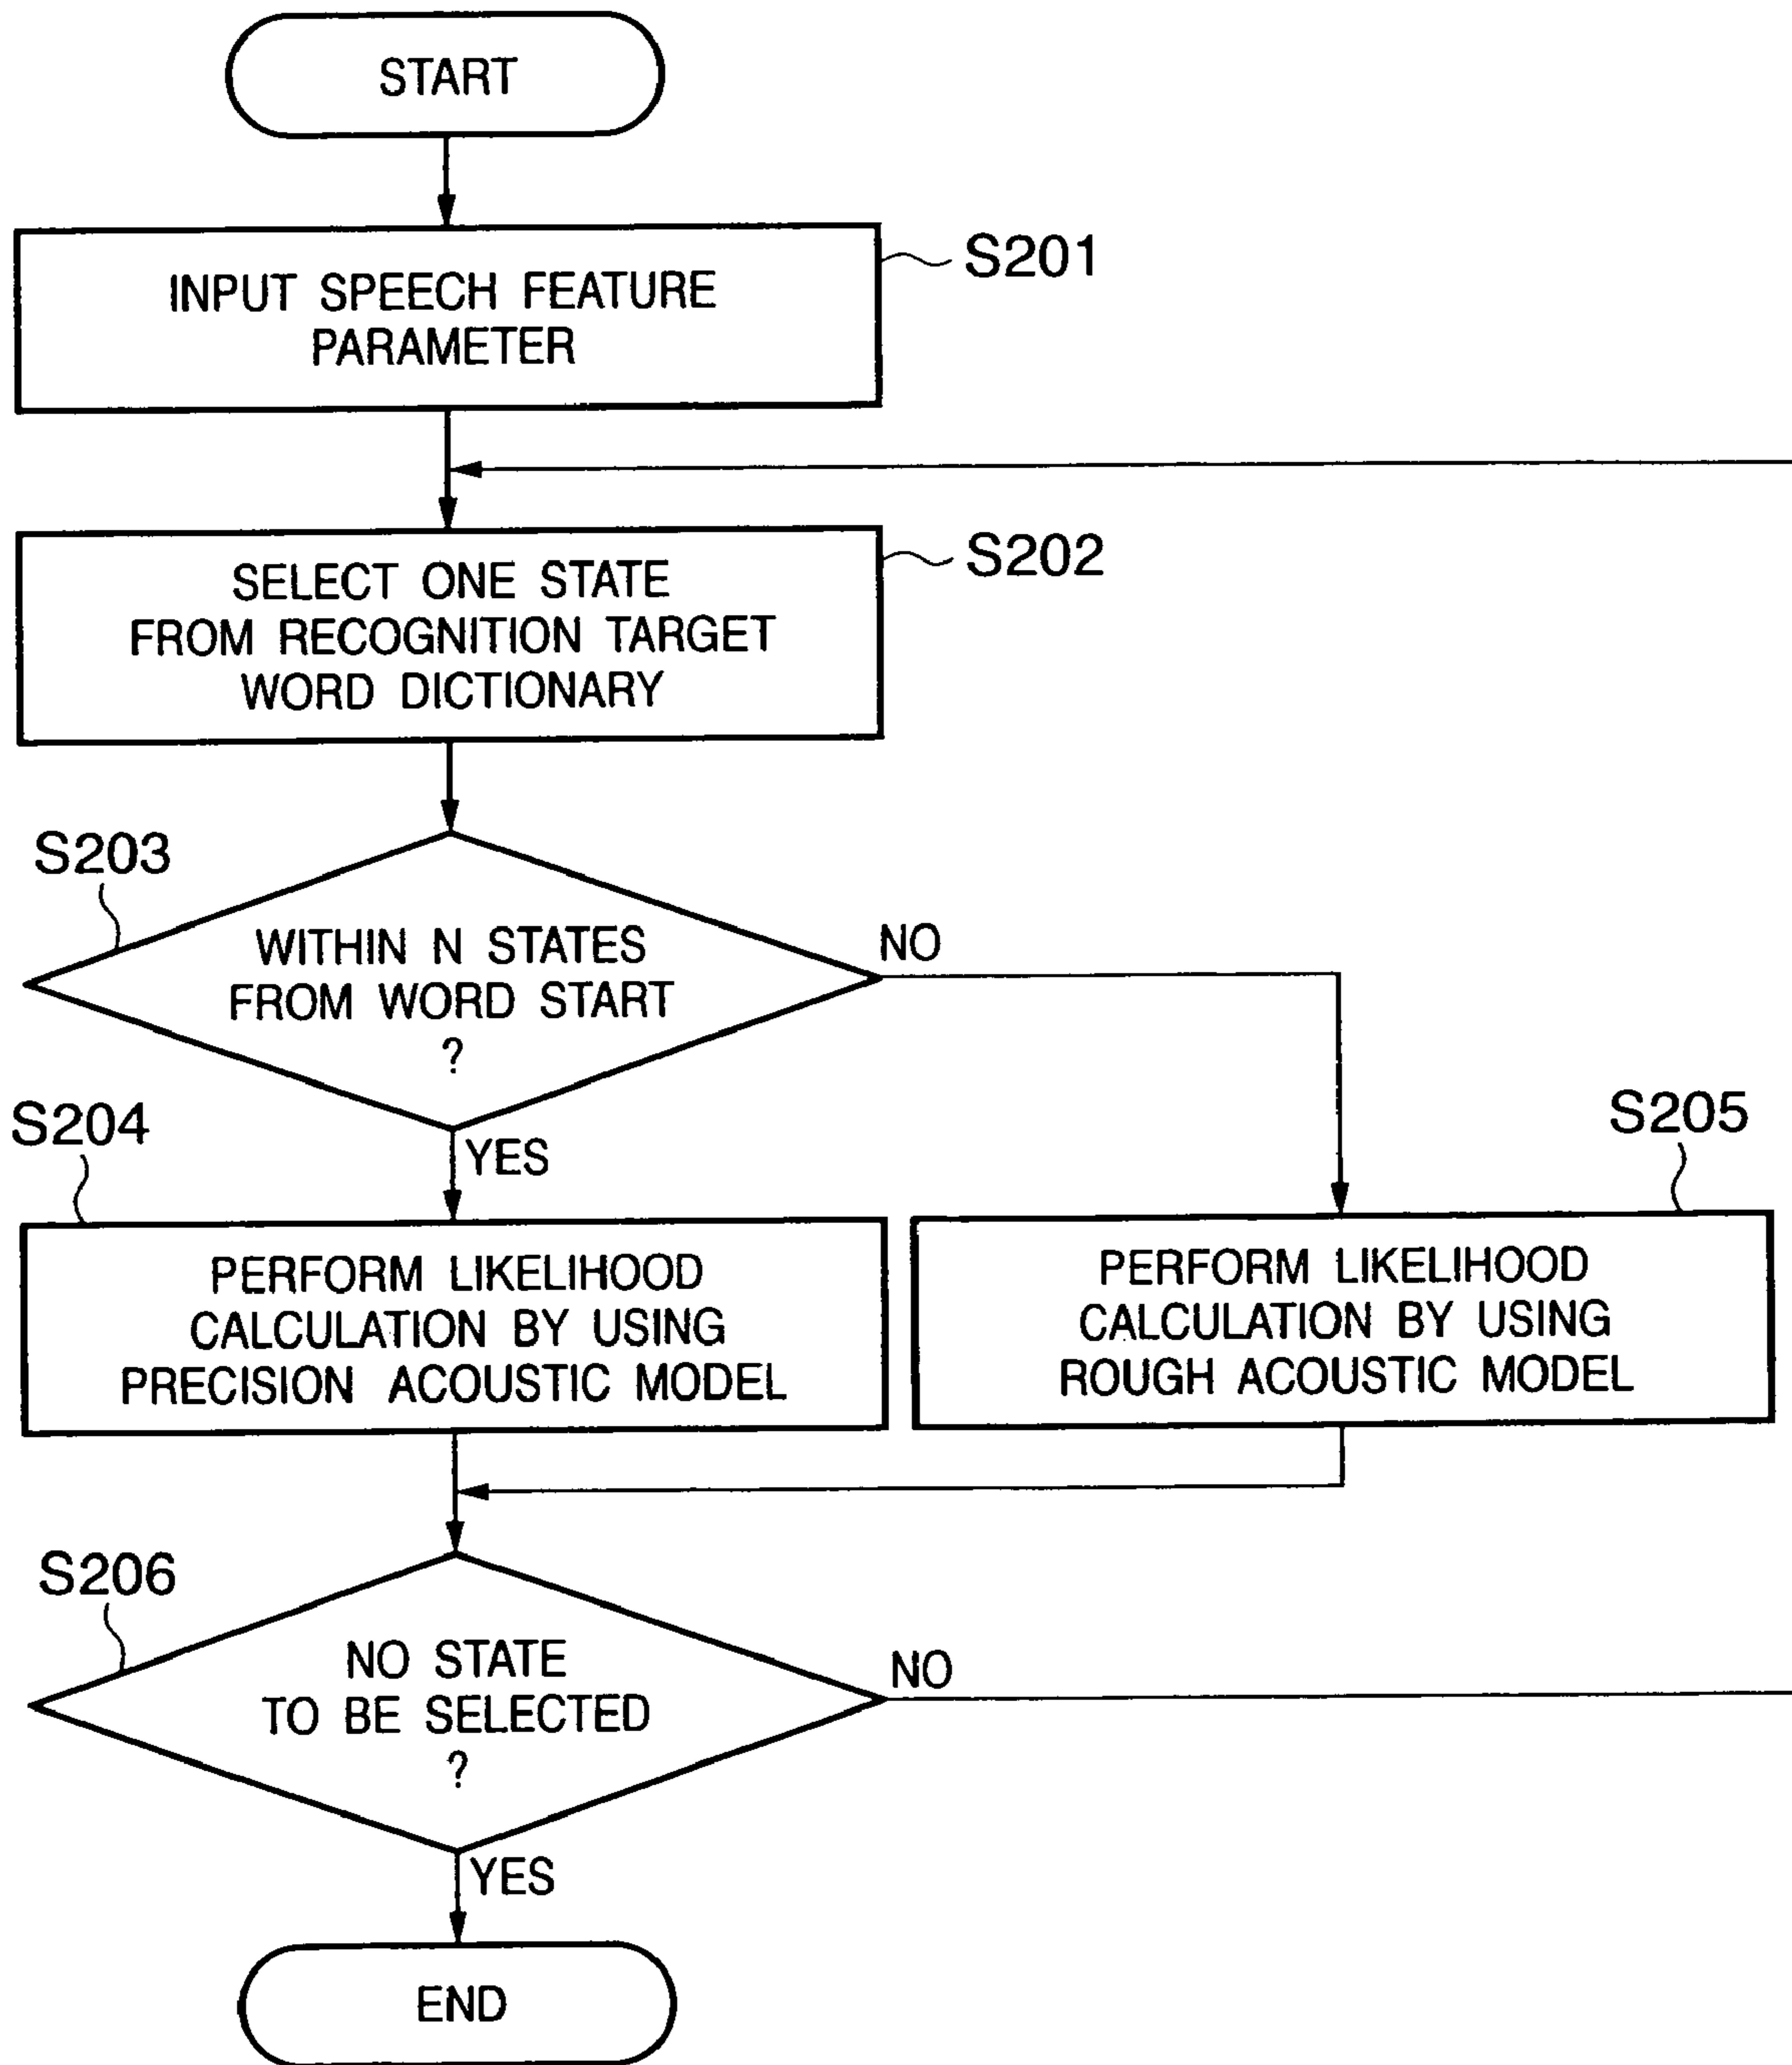 START
INPUT SPEECH FEATURE
PARAMETER
S201
SELECT ONE STATE
FROM RECOGNITION TARGET
WORD DICTIONARY
S202
S203
WITHIN N STATES
FROM WORD START
?
NO
YES
S204
PERFORM LIKELIHOOD
CALCULATION BY USING
PRECISION ACOUSTIC MODEL
S205
PERFORM LIKELIHOOD
CALCULATION BY USING
ROUGH ACOUSTIC MODEL
S206
NO STATE
TO BE SELECTED
?
NO
YES
END